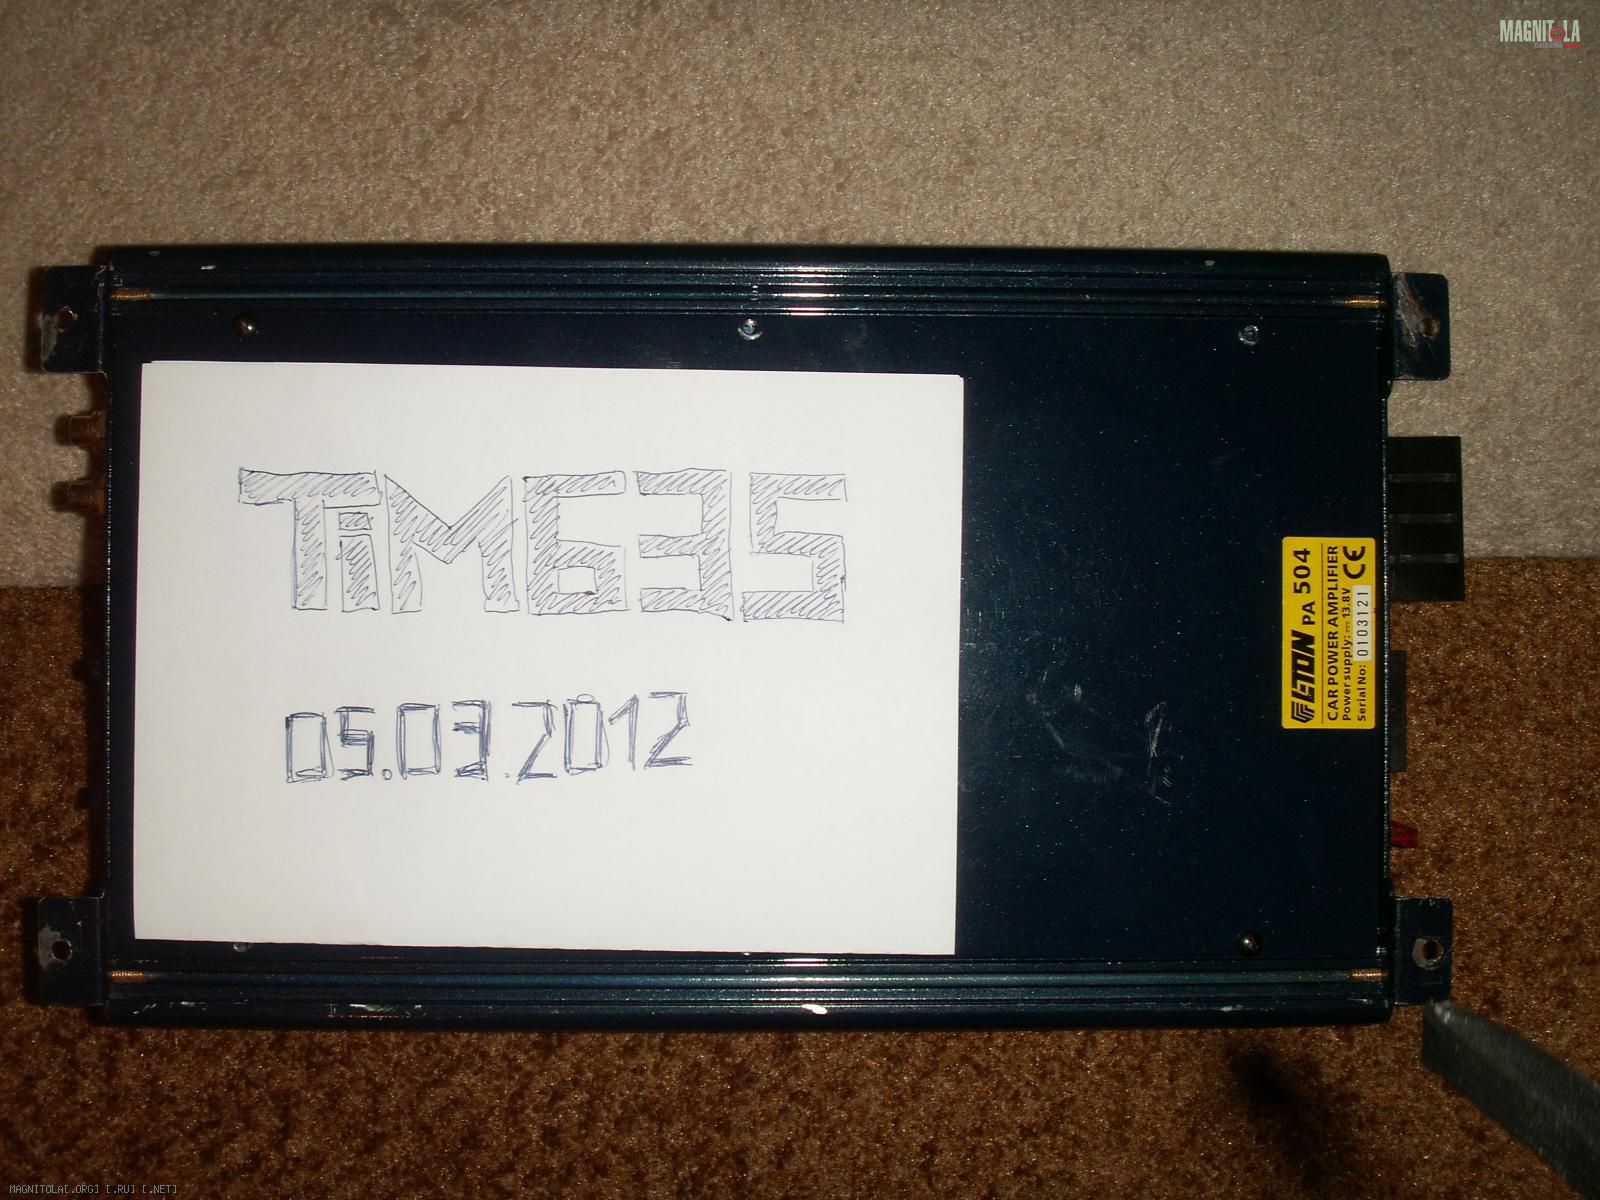 MAGNITOLA
TiM635
05.03.2012
ETON PA 504
CAR POWER AMPLIFIER
Power supply: 13.8V CE
Serial No: 0103121
MAGNITOLA[.ORG] [.RU] [.NET]